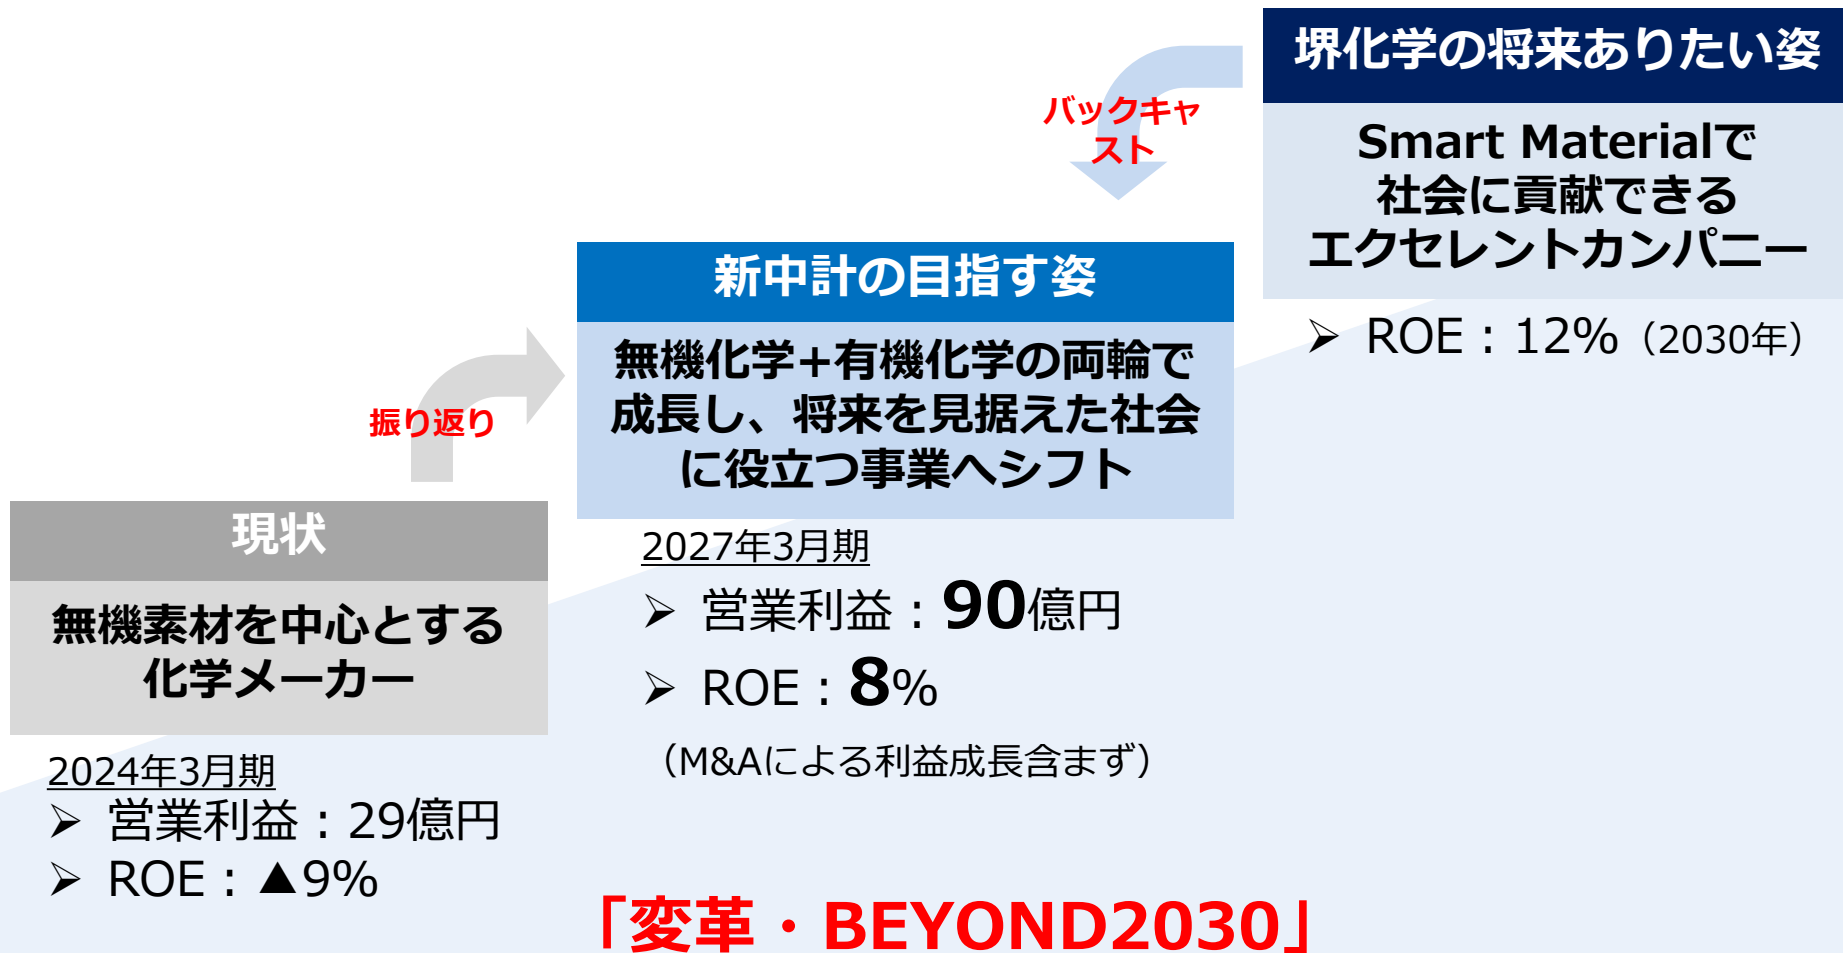 堺化学の将来ありたい姿
Smart Materialで
社会に貢献できる
エクセレントカンパニー
➢ ROE：12%（2030年）
バックキャ
スト
新中計の目指す姿
無機化学+有機化学の両輪で
成長し、将来を見据えた社会
に役立つ事業へシフト
2027年3月期
➢ 営業利益：90億円
➢ ROE：8%
（M&Aによる利益成長含まず）
振り返り
現状
無機素材を中心とする
化学メーカー
2024年3月期
➢ 営業利益：29億円
➢ ROE：▲9%
「変革・BEYOND2030」